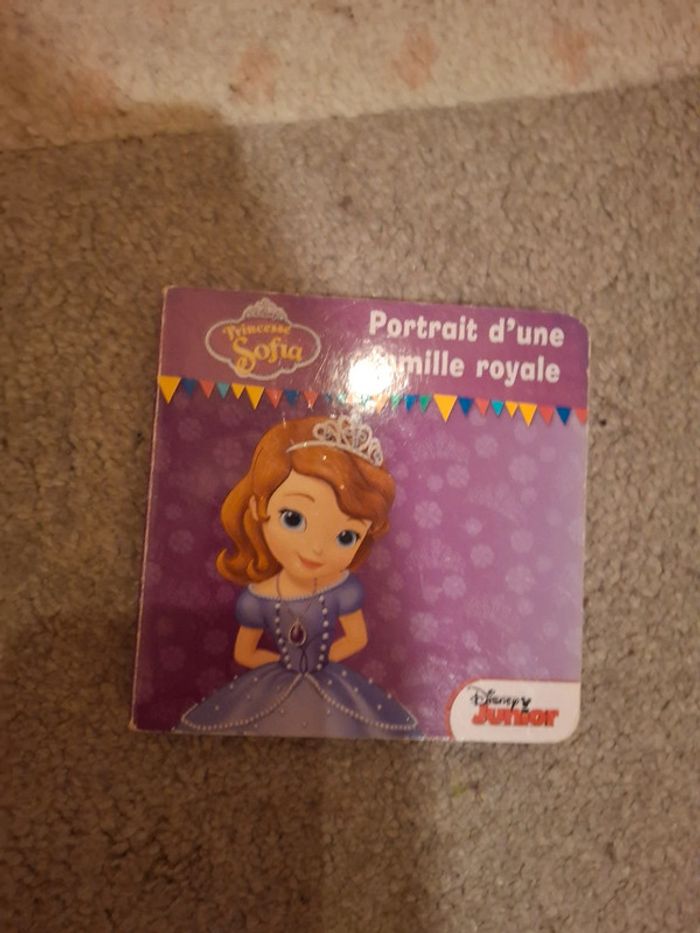 Princesse
Sofia
Portrait d'une
famille royale
Disney
Junior